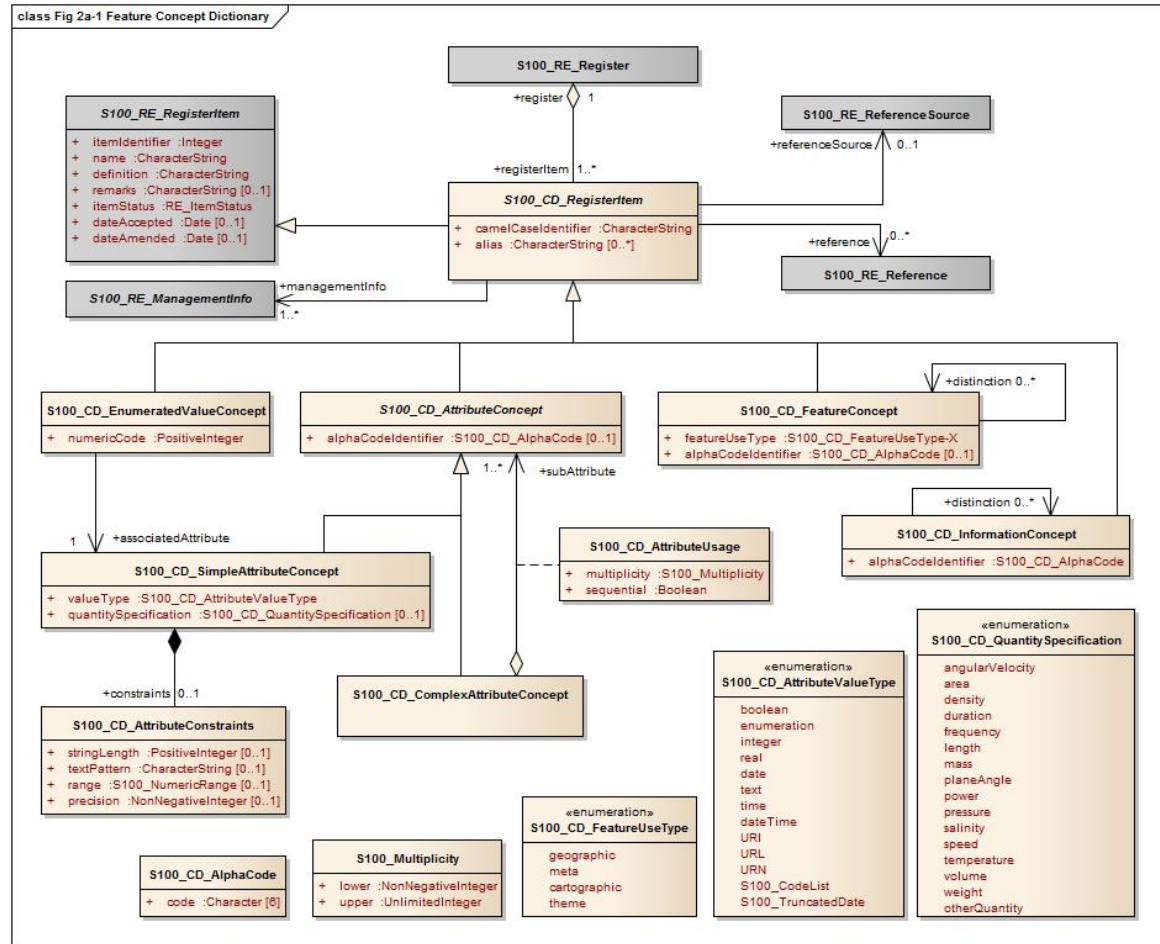 class Fig 2a-1 Feature Concept Dictionary
S100_RE_Register
+register
1
S100_RE_RegisterItem
+ itemIdentifier :Integer
+ name :CharacterString
+ definition :CharacterString
+ remarks :CharacterString [0..1]
+ itemStatus :RE_ItemStatus
+ dateAccepted :Date [0..1]
+ dateAmended :Date [0..1]
S100_RE_ReferenceSource
+referenceSource
0..1
+registerItem
1..*
S100_CD_RegisterItem
+ camelCaseIdentifier :CharacterString
+ alias :CharacterString [0..*]
+reference
0..*
S100_RE_Reference
+managementInfo
1..*
S100_RE_ManagementInfo
S100_CD_EnumeratedValueConcept
+ numericCode :PositiveInteger
S100_CD_AttributeConcept
+ alphaCodeIdentifier :S100_CD_AlphaCode [0..1]
+distinction 0..*
S100_CD_FeatureConcept
+ featureUseType :S100_CD_FeatureUseType-X
+ alphaCodeIdentifier :S100_CD_AlphaCode [0..1]
1..*
+subAttribute
+distinction 0..*
S100_CD_InformationConcept
+ alphaCodeIdentifier :S100_CD_AlphaCode
1
+associatedAttribute
S100_CD_SimpleAttributeConcept
+ valueType :S100_CD_AttributeValueType
+ quantitySpecification :S100_CD_QuantitySpecification [0..1]
S100_CD_AttributeUsage
+ multiplicity :S100_Multiplicity
+ sequential :Boolean
S100_CD_ComplexAttributeConcept
+constraints
0..1
S100_CD_AttributeConstraints
+ stringLength :PositiveInteger [0..1]
+ textPattern :CharacterString [0..1]
+ range :S100_NumericRange [0..1]
+ precision :NonNegativeInteger [0..1]
S100_CD_AlphaCode
+ code :Character [6]
S100_Multiplicity
+ lower :NonNegativeInteger
+ upper :UnlimitedInteger
«enumeration»
S100_CD_FeatureUseType
geographic
meta
cartographic
theme
«enumeration»
S100_CD_AttributeValueType
boolean
enumeration
integer
real
date
text
time
dateTime
URI
URL
URN
S100_CodeList
S100_TruncatedDate
«enumeration»
S100_CD_QuantitySpecification
angularVelocity
area
density
duration
frequency
length
mass
planeAngle
power
pressure
salinity
speed
temperature
volume
weight
otherQuantity